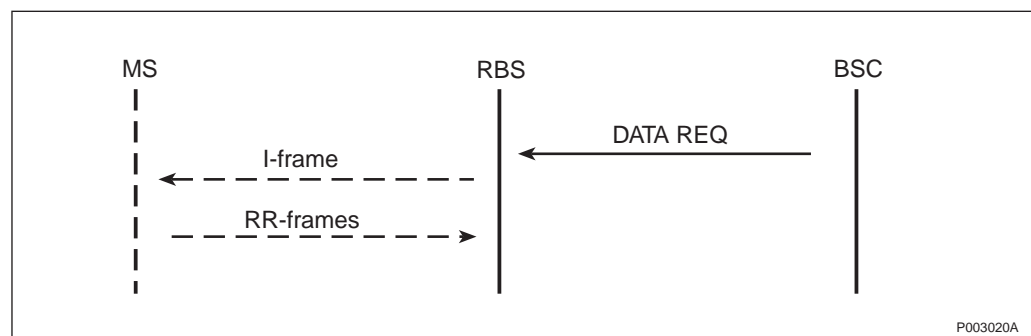 MS RBS BSC
DATA REQ
I-frame
RR-frames
P003020A